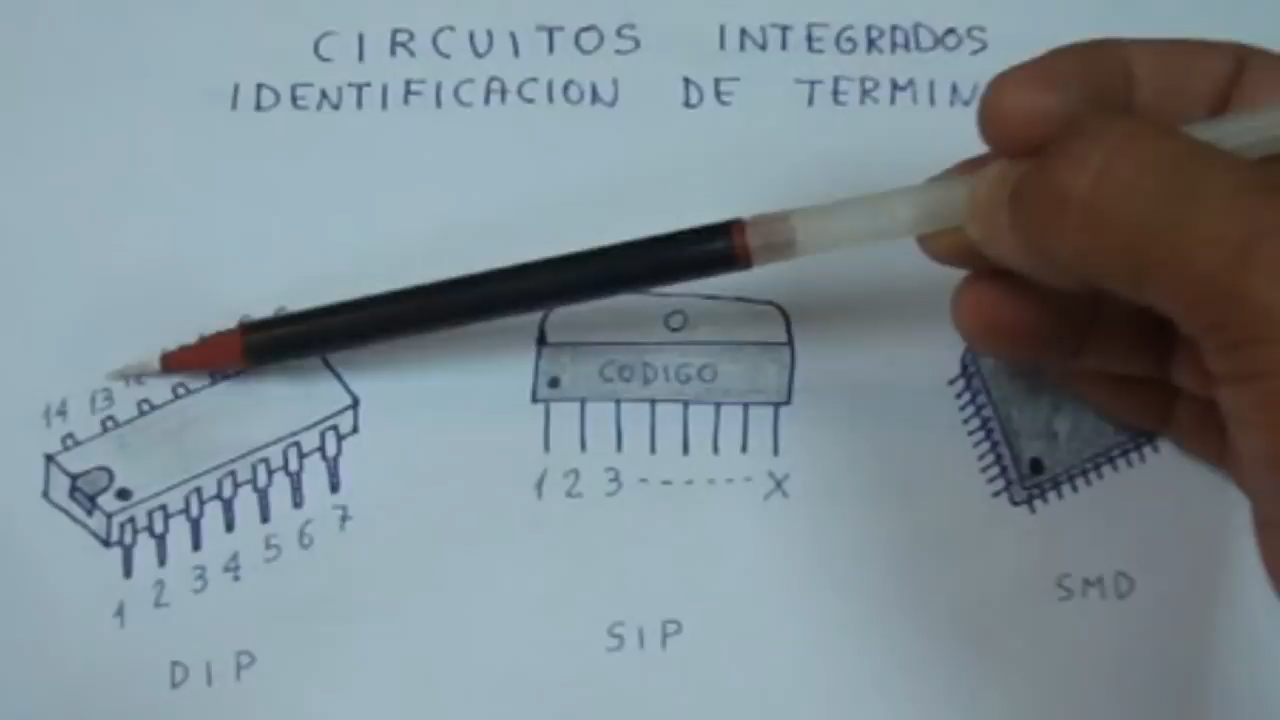 CIRCUITOS INTEGRADOS
IDENTIFICACION DE TERMIN
14 13 12
CODIGO
1 2 3 4 5 6 7
1 2 3 ------- X
DIP
SIP
SMD